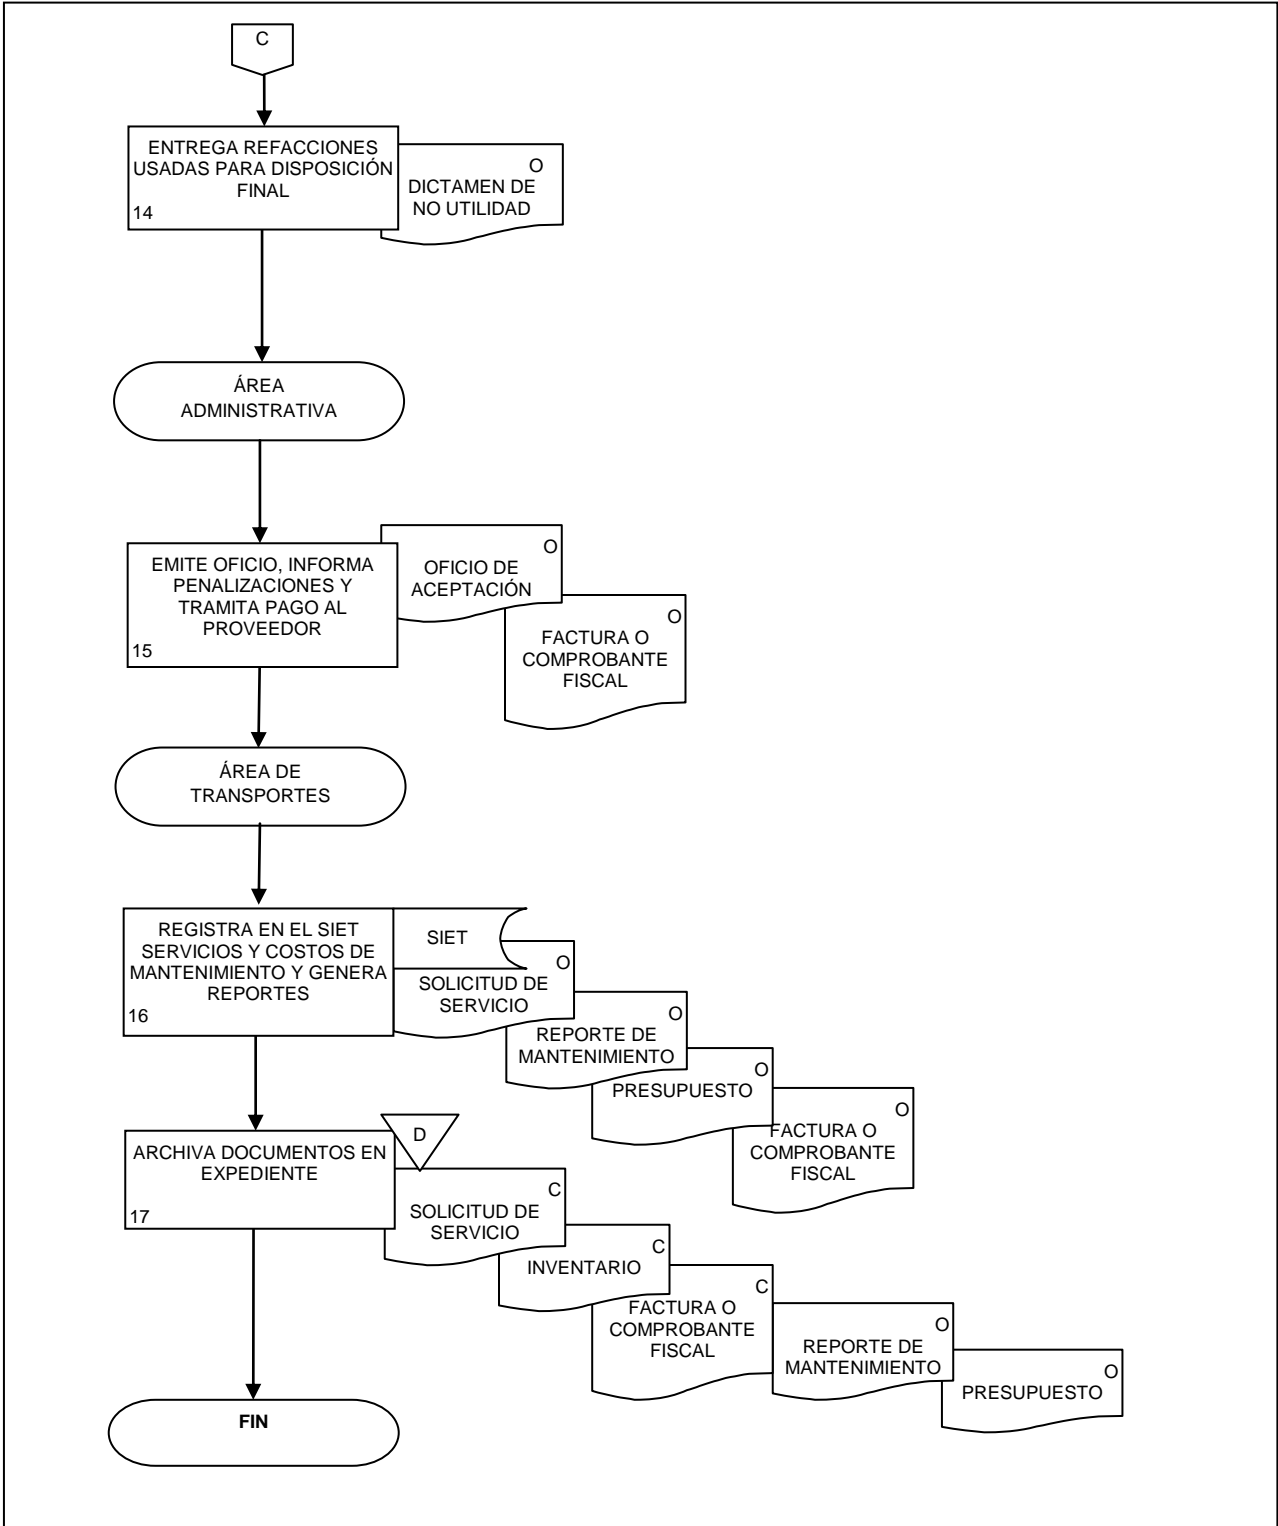 C
ENTREGA REFACCIONES
USADAS PARA DISPOSICIÓN
FINAL
14
O
DICTAMEN DE
NO UTILIDAD
ÁREA
ADMINISTRATIVA
EMITE OFICIO, INFORMA
PENALIZACIONES Y
TRAMITA PAGO AL
PROVEEDOR
15
O
OFICIO DE
ACEPTACIÓN
O
FACTURA O
COMPROBANTE
FISCAL
ÁREA DE
TRANSPORTES
REGISTRA EN EL SIET
SERVICIOS Y COSTOS DE
MANTENIMIENTO Y GENERA
REPORTES
16
SIET
O
SOLICITUD DE
SERVICIO
O
REPORTE DE
MANTENIMIENTO
O
PRESUPUESTO
O
FACTURA O
COMPROBANTE
FISCAL
ARCHIVA DOCUMENTOS EN
EXPEDIENTE
17
D
C
SOLICITUD DE
SERVICIO
C
INVENTARIO
C
FACTURA O
COMPROBANTE
FISCAL
O
REPORTE DE
MANTENIMIENTO
O
PRESUPUESTO
FIN